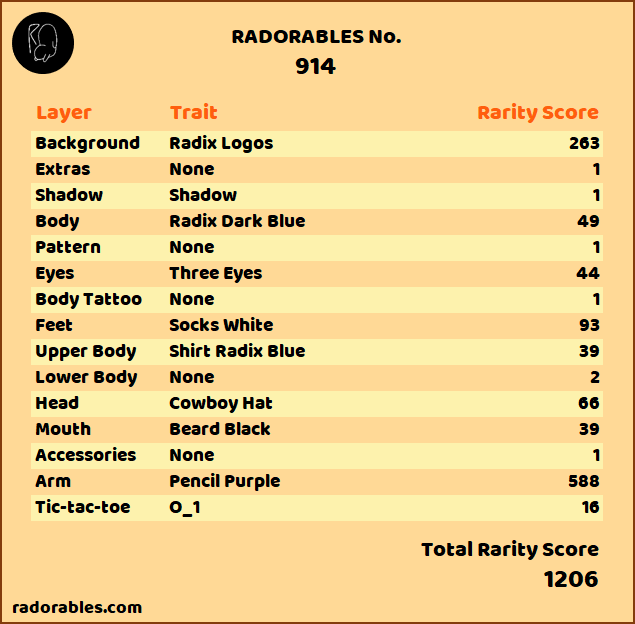 RADORABLES No.
914
Layer Trait Rarity Score
Background Radix Logos 263
Extras None 1
Shadow Shadow 1
Body Radix Dark Blue 49
Pattern None 1
Eyes Three Eyes 44
Body Tattoo None 1
Feet Socks White 93
Upper Body Shirt Radix Blue 39
Lower Body None 2
Head Cowboy Hat 66
Mouth Beard Black 39
Accessories None 1
Arm Pencil Purple 588
Tic-tac-toe O_1 16
Total Rarity Score
1206
radorables.com